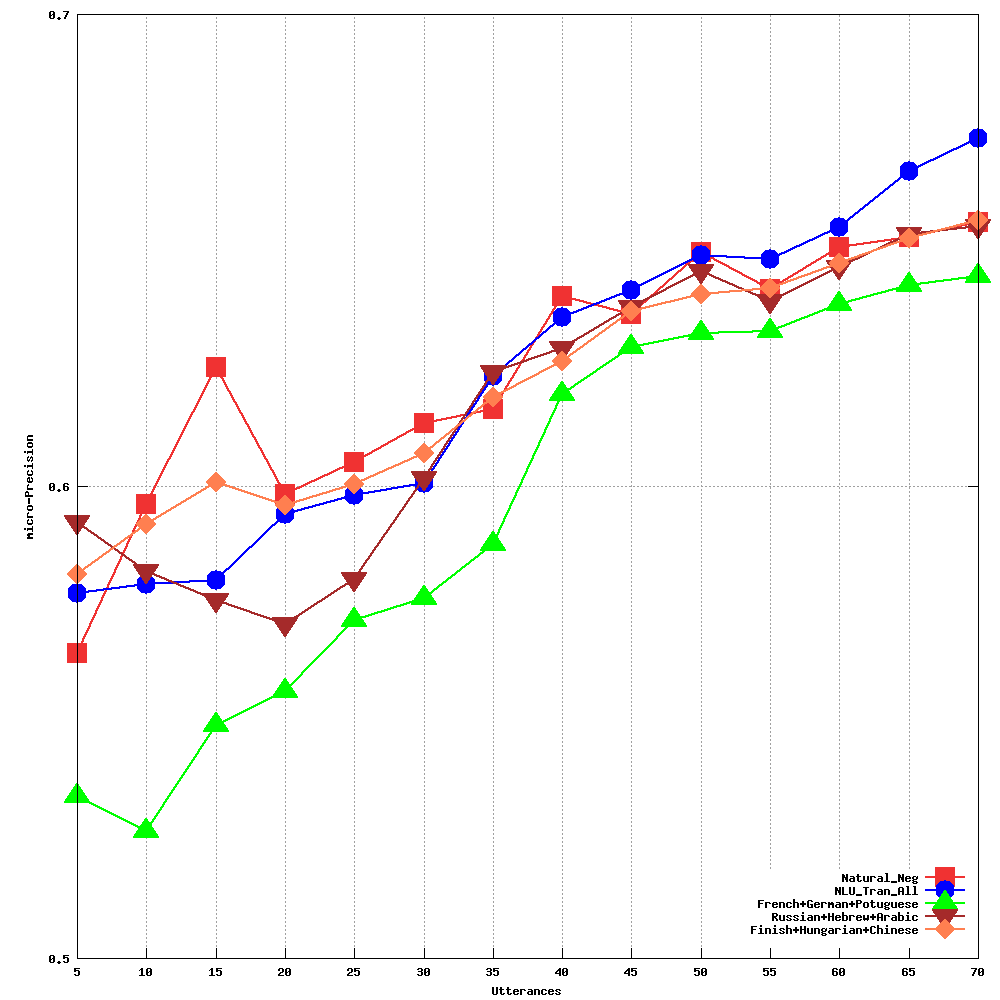 0.7
0.6
0.5
micro-Precision
5 10 15 20 25 30 35 40 45 50 55 60 65 70
Utterances
Natural_Neg
NLU_Tran_All
French+German+Potuguese
Russian+Hebrew+Arabic
Finish+Hungarian+Chinese